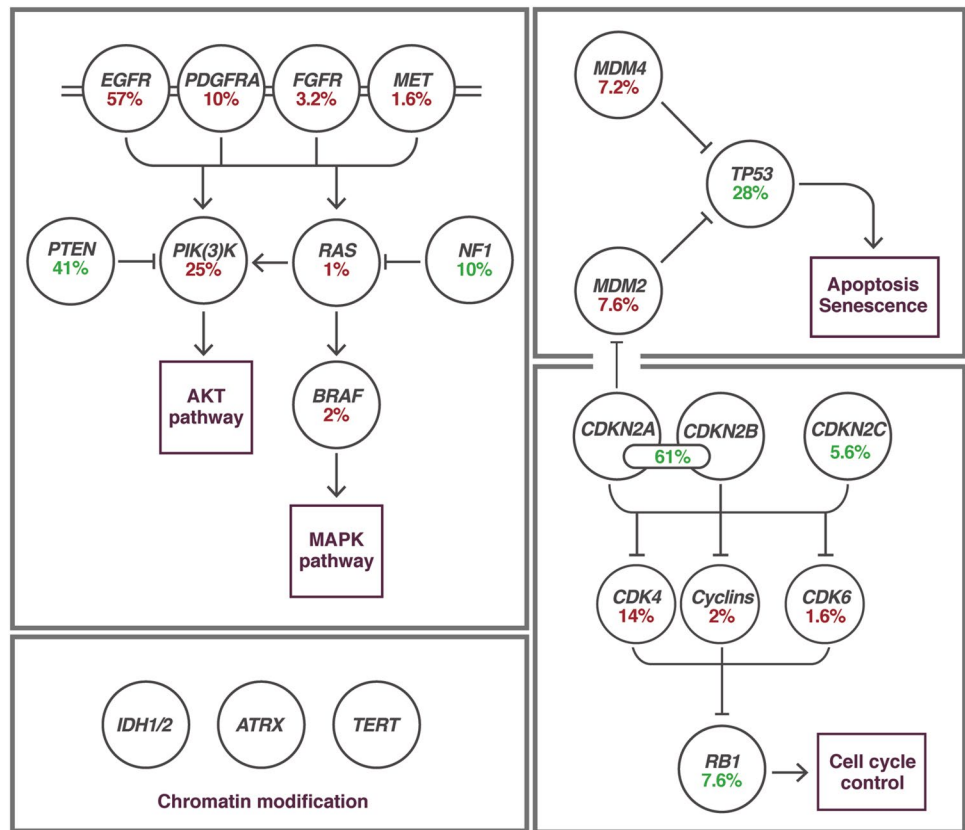 EGFR
57%
PDGFRA
10%
FGFR
3.2%
MET
1.6%
PTEN
41%
PIK(3)K
25%
RAS
1%
NF1
10%
AKT
pathway
BRAF
2%
MAPK
pathway
IDH1/2
ATRX
TERT
Chromatin modification
MDM4
7.2%
TP53
28%
MDM2
7.6%
Apoptosis
Senescence
CDKN2A
CDKN2B
61%
CDKN2C
5.6%
CDK4
14%
Cyclins
2%
CDK6
1.6%
RB1
7.6%
Cell cycle
control